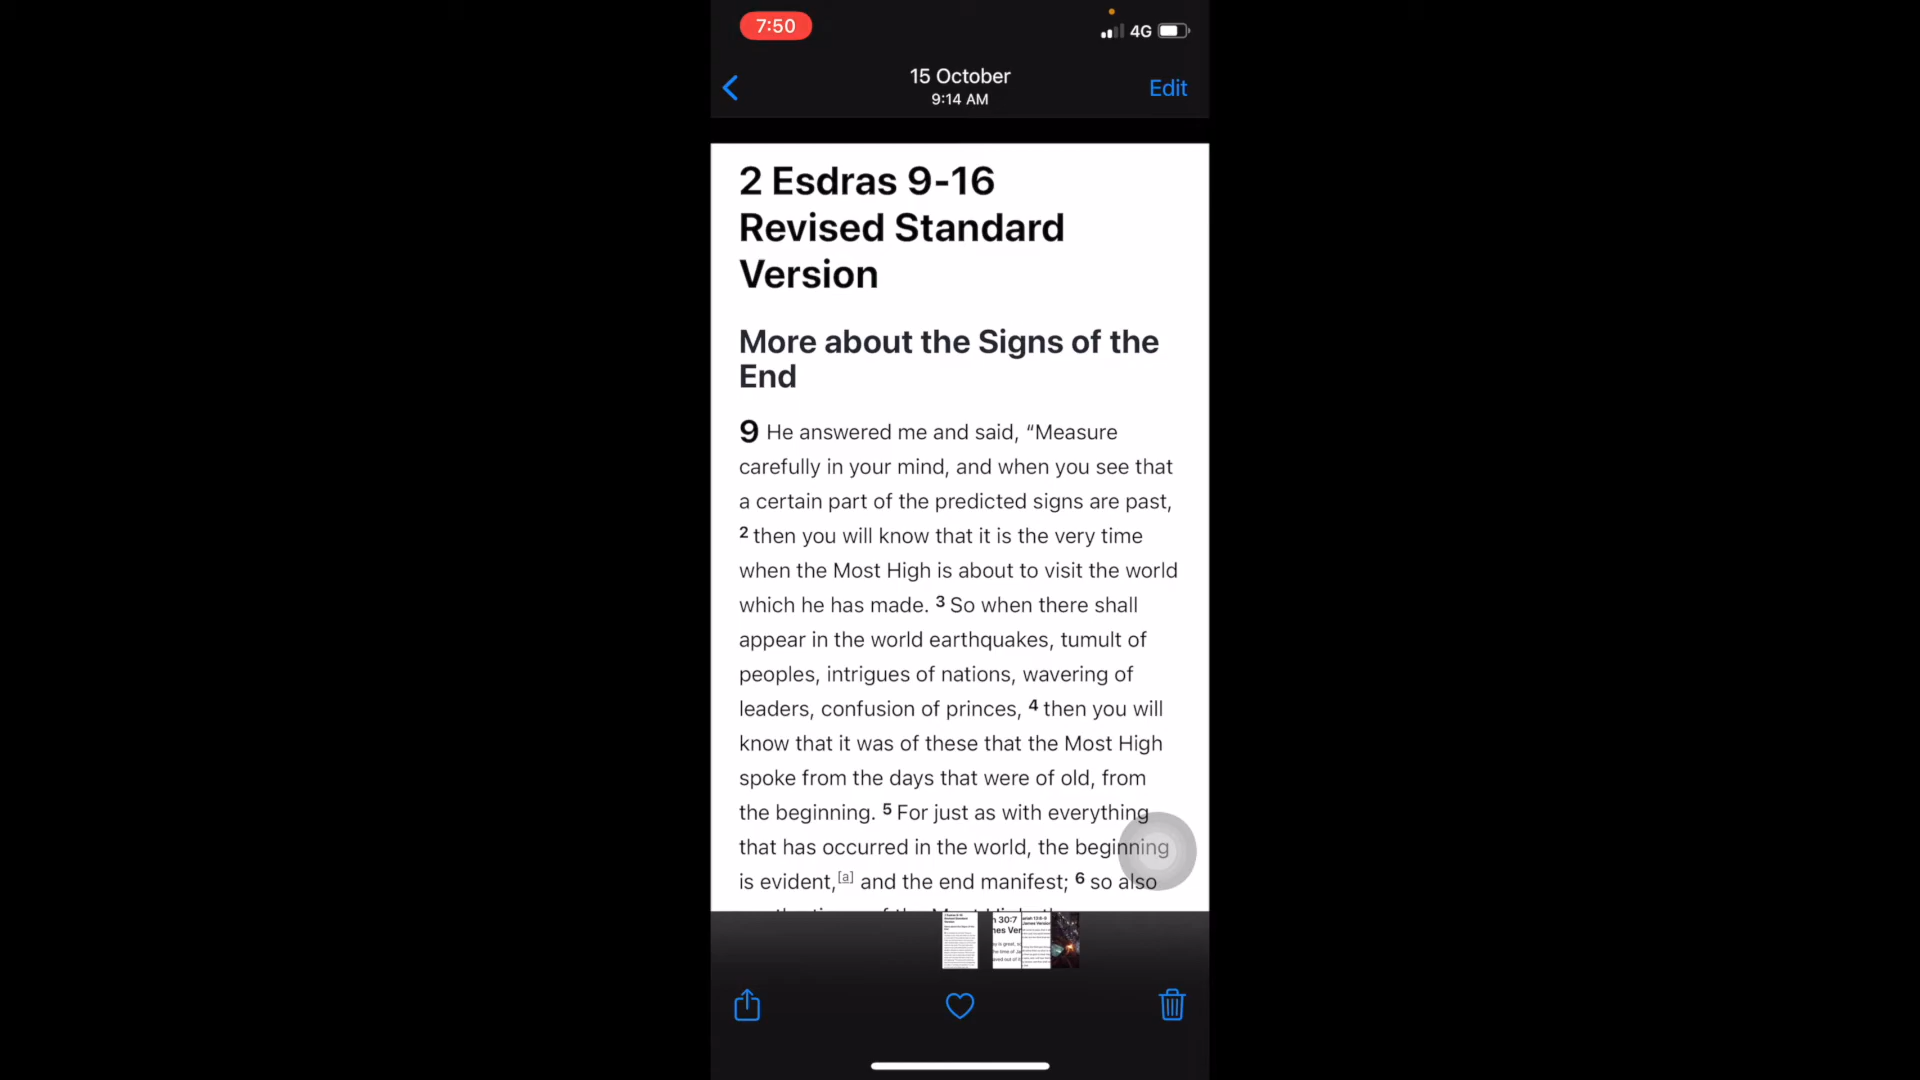 7:50
4G
15 October
9:14 AM
Edit
2 Esdras 9-16
Revised Standard
Version
More about the Signs of the
End
9 He answered me and said, “Measure
carefully in your mind, and when you see that
a certain part of the predicted signs are past,
2 then you will know that it is the very time
when the Most High is about to visit the world
which he has made. 3 So when there shall
appear in the world earthquakes, tumult of
peoples, intrigues of nations, wavering of
leaders, confusion of princes, 4 then you will
know that it was of these that the Most High
spoke from the days that were of old, from
the beginning. 5 For just as with everything
that has occurred in the world, the beginning
is evident,[a] and the end manifest; 6 so also
30:7